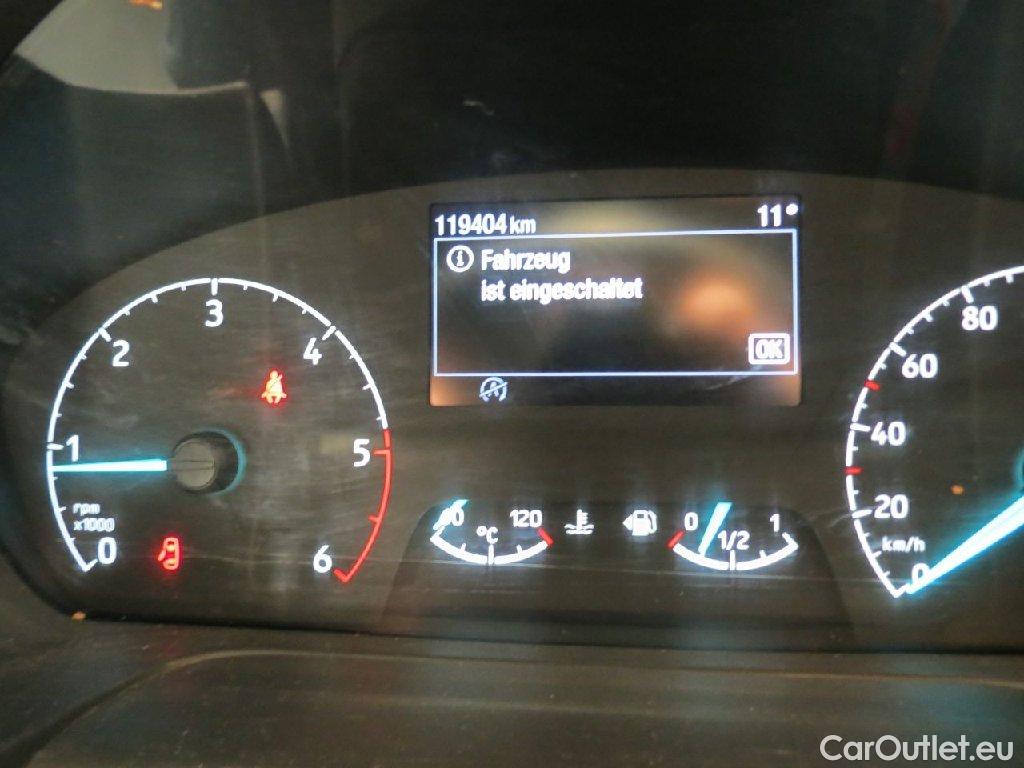 119404 km 11°
Fahrzeug
ist eingeschaltet
OK
3
2 4
1 5
rpm
x1000
0 6
°C 120
0 1/2 1
80
60
40
20
km/h
0
CarOutlet.eu